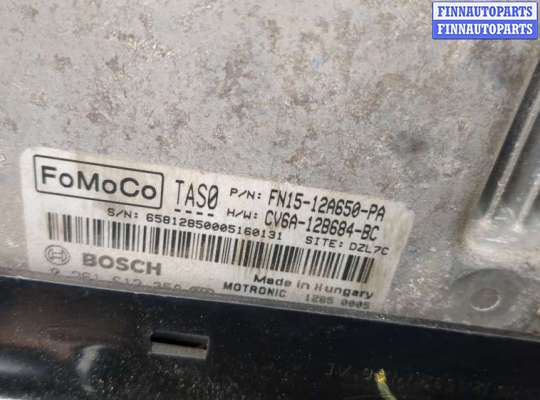 FINNAUTOPARTS
FINNAUTOPARTS
FoMoCo TAS0 P/N: FN15-12A650-PA
H/W: CV6A-12B684-BC
S/N: 65812850005160131 SITE: DZL7C
BOSCH Made in Hungary
MOTRONIC 1285 0005